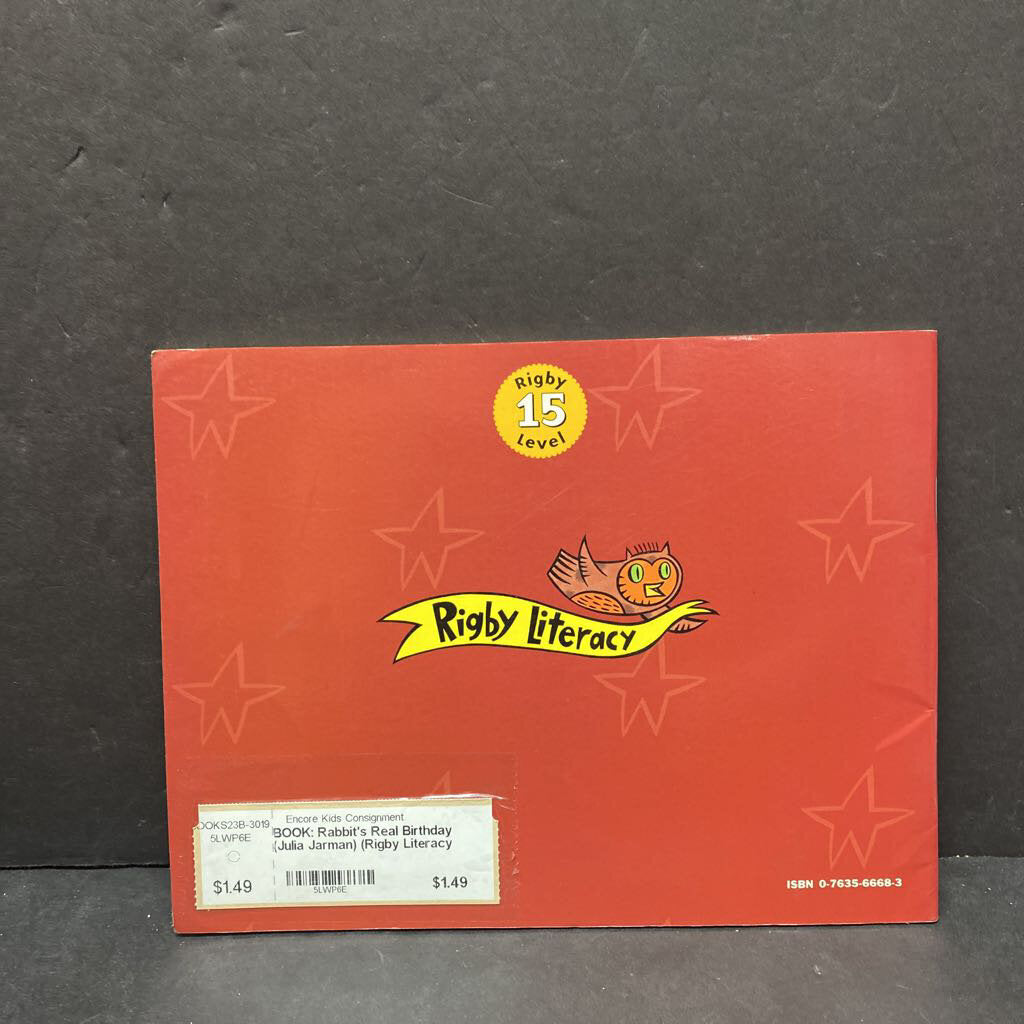 Rigby
15
Level
Rigby Literacy
OOKS23B-3019
5LWP6E
$1.49
Encore Kids Consignment
BOOK: Rabbit's Real Birthday
(Julia Jarman) (Rigby Literacy
5LWP6E
$1.49
ISBN 0-7635-6668-3